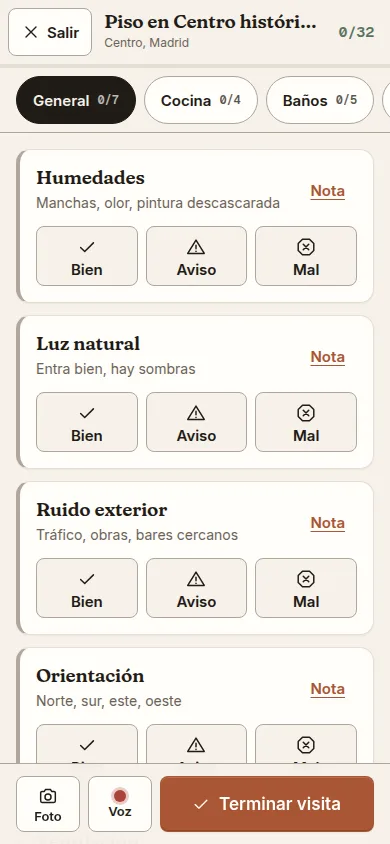 Salir
Piso en Centro históri...
Centro, Madrid
0/32
General 0/7
Cocina 0/4
Baños 0/5
Humedades
Manchas, olor, pintura descascarada
Nota
Bien
Aviso
Mal
Luz natural
Entra bien, hay sombras
Nota
Bien
Aviso
Mal
Ruido exterior
Tráfico, obras, bares cercanos
Nota
Bien
Aviso
Mal
Orientación
Norte, sur, este, oeste
Nota
Foto
Voz
Terminar visita